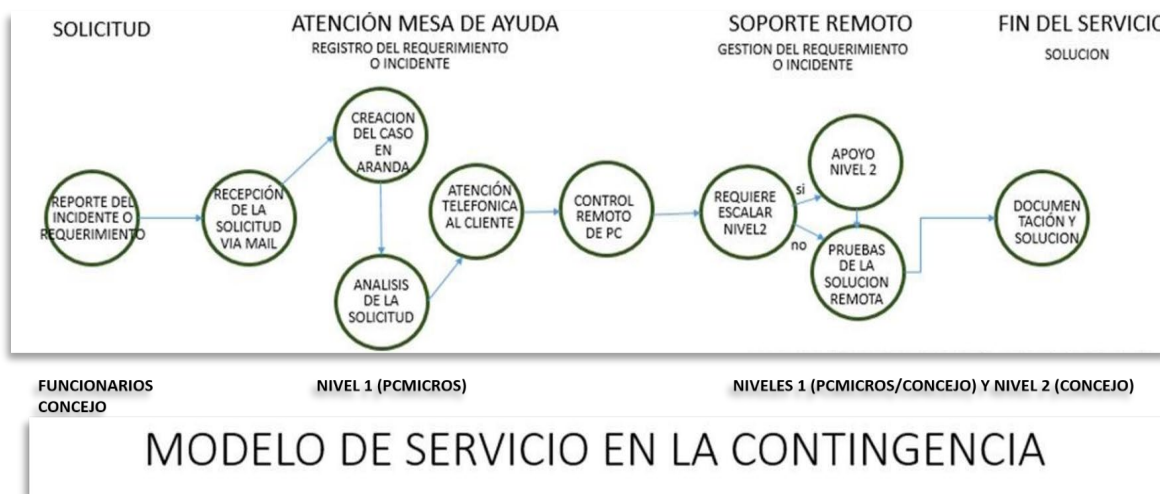 SOLICITUD
ATENCIÓN MESA DE AYUDA
REGISTRO DEL REQUERIMIENTO
O INCIDENTE
SOPORTE REMOTO
GESTION DEL REQUERIMIENTO
O INCIDENTE
FIN DEL SERVICIO
SOLUCION
REPORTE DEL
INCIDENTE O
REQUERIMIENTO
RECEPCIÓN
DE LA
SOLICITUD
VIA MAIL
CREACION
DEL CASO
EN
ARANDA
ANALISIS
DE LA
SOLICITUD
ATENCIÓN
TELEFONICA
AL CLIENTE
CONTROL
REMOTO
DE PC
REQUIERE
ESCALAR
NIVEL2
si
no
APOYO
NIVEL 2
PRUEBAS
DE LA
SOLUCION
REMOTA
DOCUMEN
TACIÓN Y
SOLUCION
FUNCIONARIOS
CONCEJO
NIVEL 1 (PCMICROS)
NIVELES 1 (PCMICROS/CONCEJO) Y NIVEL 2 (CONCEJO)
MODELO DE SERVICIO EN LA CONTINGENCIA